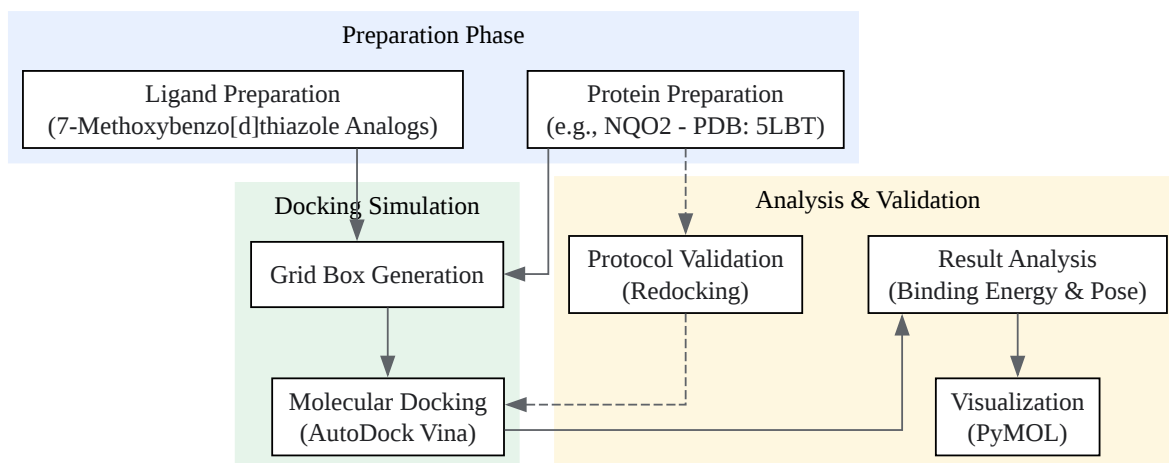 Preparation Phase
Ligand Preparation
(7-Methoxybenzo[d]thiazole Analogs)
Protein Preparation
(e.g., NQO2 - PDB: 5LBT)
Docking Simulation
Grid Box Generation
Molecular Docking
(AutoDock Vina)
Analysis & Validation
Protocol Validation
(Redocking)
Result Analysis
(Binding Energy & Pose)
Visualization
(PyMOL)